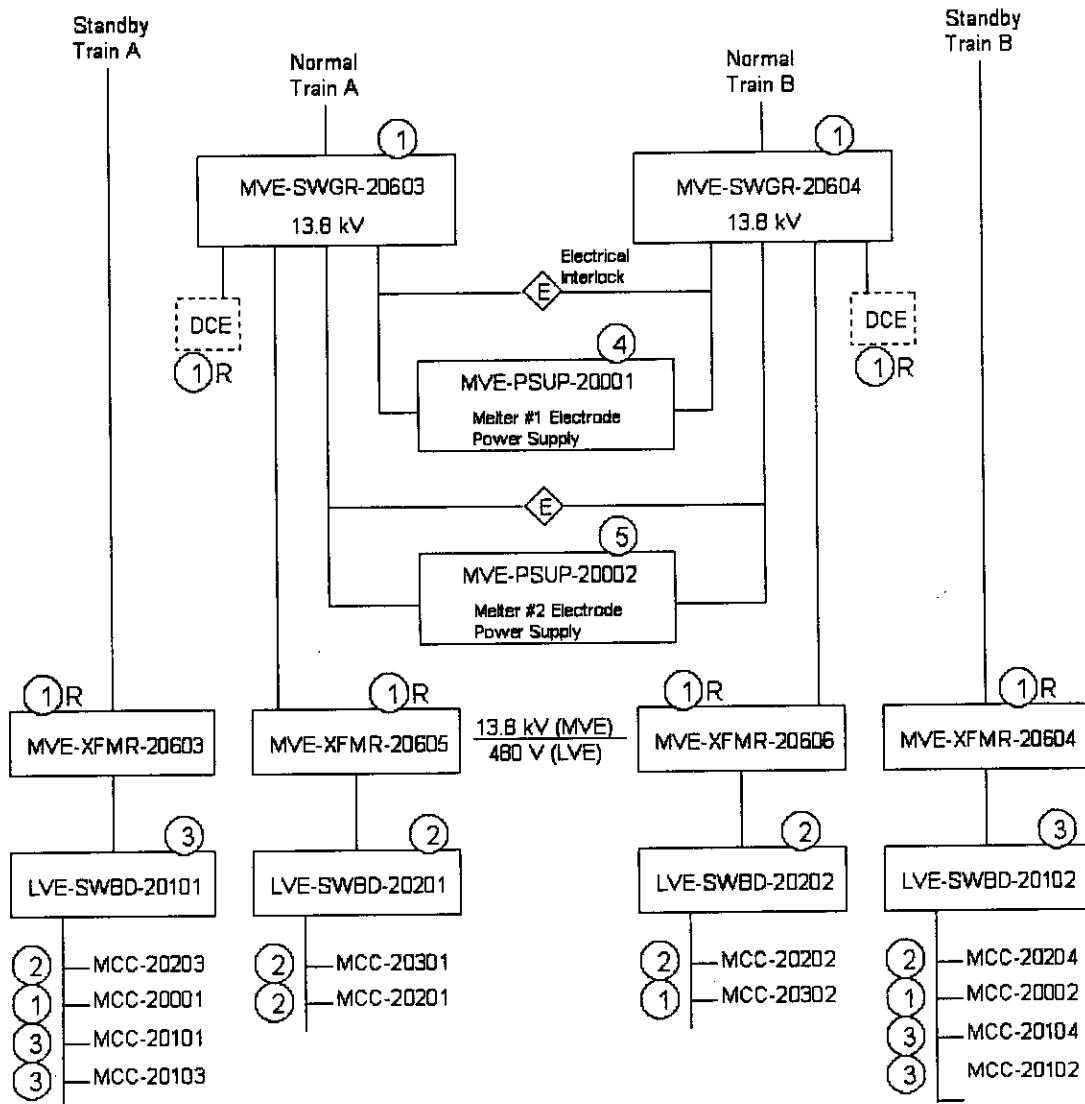 Standby
Train A
Normal
Train A
Normal
Train B
Standby
Train B
1
MVE-SWGR-20603
13.8 kV
1
MVE-SWGR-20604
13.8 kV
Electrical
Interlock
E
DCE
1 R
DCE
1 R
4
MVE-PSUP-20001
Melter #1 Electrode
Power Supply
E
5
MVE-PSUP-20002
Melter #2 Electrode
Power Supply
1 R
MVE-XFMR-20603
1 R
MVE-XFMR-20605
13.8 kV (MVE)
480 V (LVE)
1 R
MVE-XFMR-20606
1 R
MVE-XFMR-20604
3
LVE-SWBD-20101
2
LVE-SWBD-20201
2
LVE-SWBD-20202
3
LVE-SWBD-20102
2 MCC-20203
1 MCC-20001
3 MCC-20101
3 MCC-20103
2 MCC-20301
2 MCC-20201
2 MCC-20202
1 MCC-20302
2 MCC-20204
1 MCC-20002
3 MCC-20104
3 MCC-20102